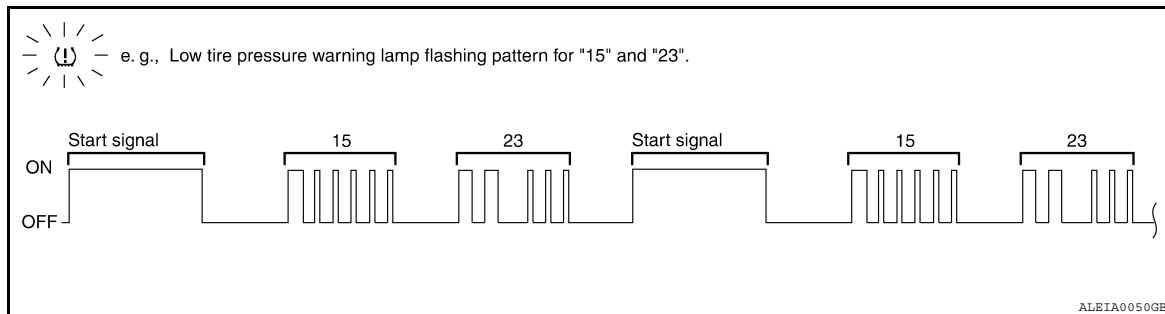 e. g., Low tire pressure warning lamp flashing pattern for "15" and "23".
Start signal 15 23 Start signal 15 23
ON
OFF
ALEIA0050GB